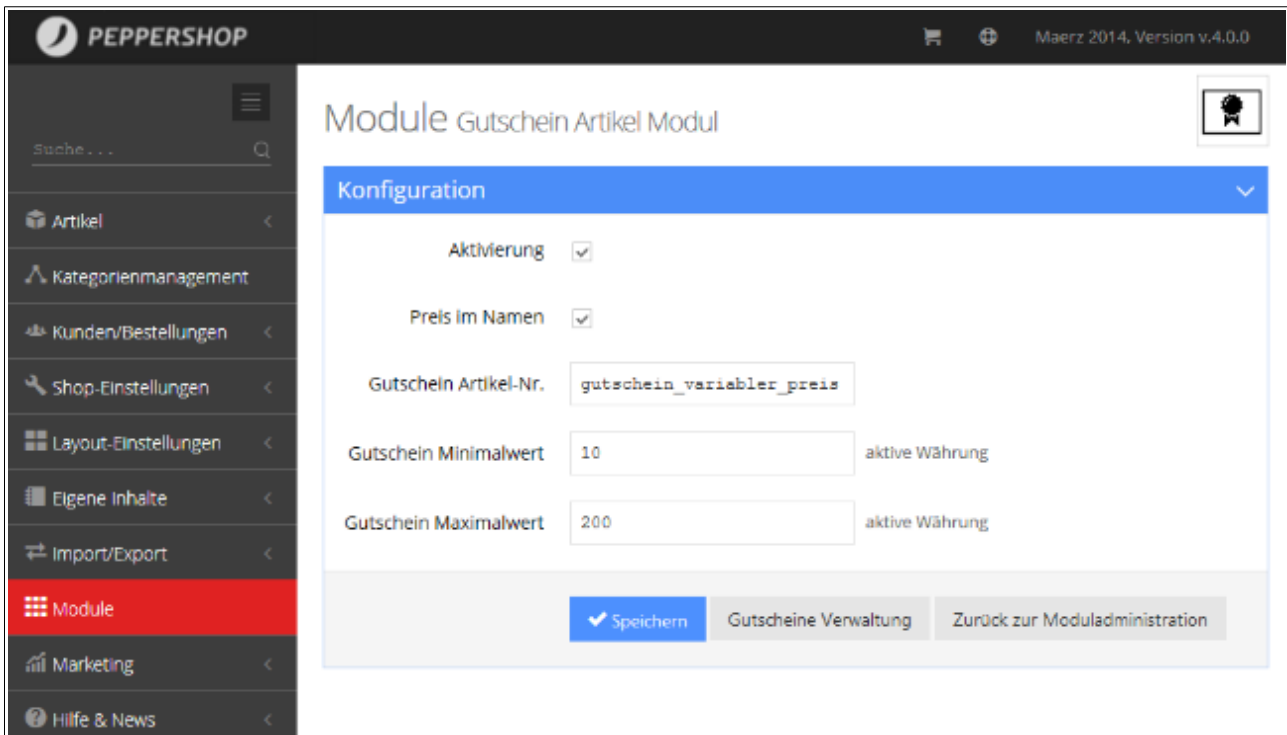 PEPPERSHOP
Maerz 2014, Version v.4.0.0
Suche...
Artikel
Kategorienmanagement
Kunden/Bestellungen
Shop-Einstellungen
Layout-Einstellungen
Eigene Inhalte
Import/Export
Module
Marketing
Hilfe & News
Module Gutschein Artikel Modul
Konfiguration
Aktivierung
Preis im Namen
Gutschein Artikel-Nr. gutschein_variabler_preis
Gutschein Minimalwert 10 aktive Währung
Gutschein Maximalwert 200 aktive Währung
Speichern Gutscheine Verwaltung Zurück zur Moduladministration